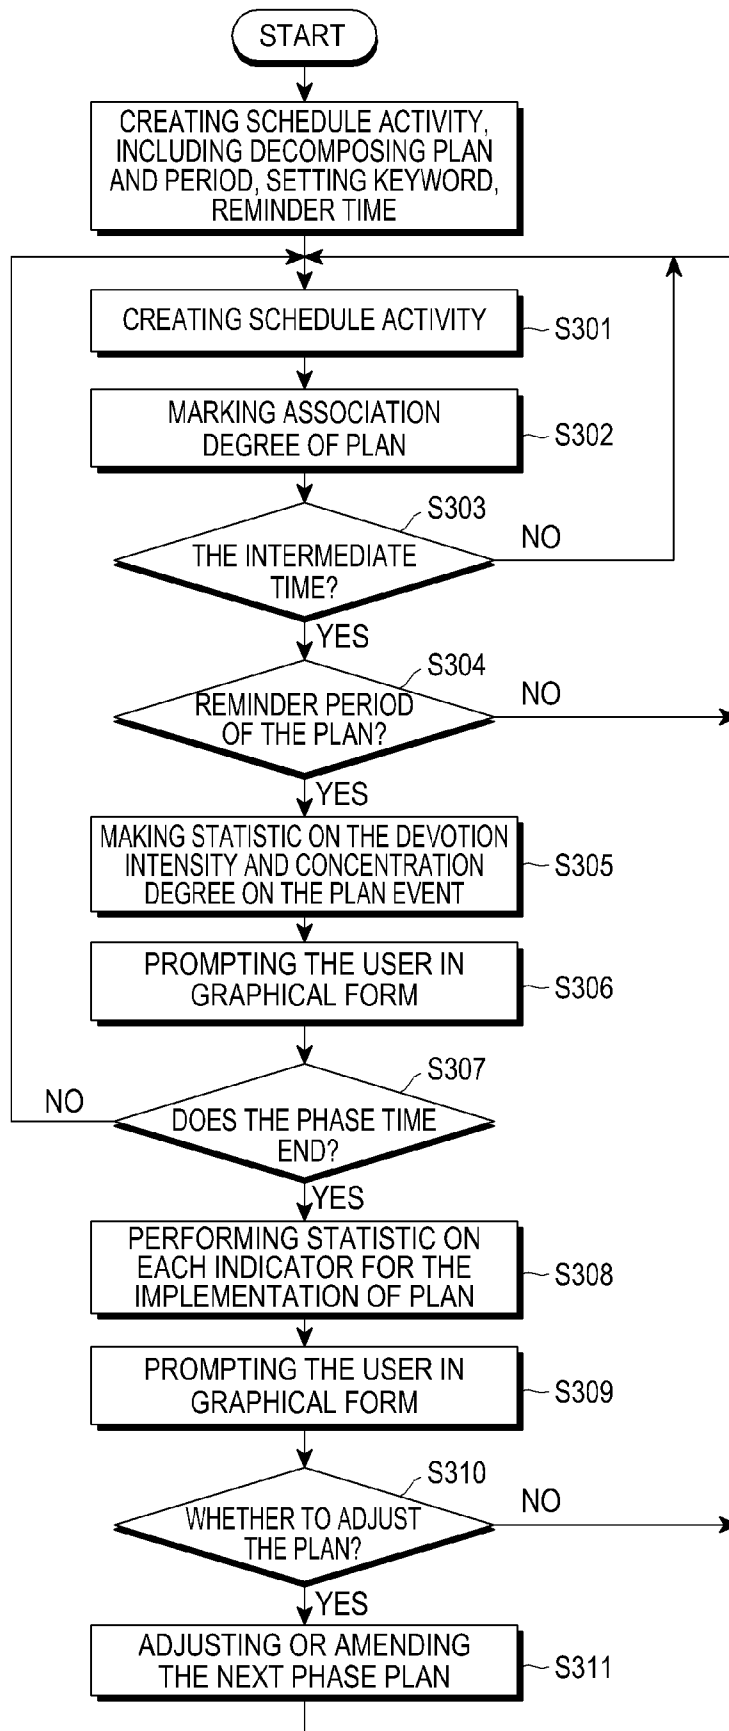 START
CREATING SCHEDULE ACTIVITY,
INCLUDING DECOMPOSING PLAN
AND PERIOD, SETTING KEYWORD,
REMINDER TIME
CREATING SCHEDULE ACTIVITY
S301
MARKING ASSOCIATION
DEGREE OF PLAN
S302
S303
THE INTERMEDIATE
TIME?
NO
YES
S304
REMINDER PERIOD
OF THE PLAN?
NO
YES
MAKING STATISTIC ON THE DEVOTION
INTENSITY AND CONCENTRATION
DEGREE ON THE PLAN EVENT
S305
PROMPTING THE USER IN
GRAPHICAL FORM
S306
S307
NO
DOES THE PHASE TIME
END?
YES
PERFORMING STATISTIC ON
EACH INDICATOR FOR THE
IMPLEMENTATION OF PLAN
S308
PROMPTING THE USER IN
GRAPHICAL FORM
S309
S310
WHETHER TO ADJUST
THE PLAN?
NO
YES
ADJUSTING OR AMENDING
THE NEXT PHASE PLAN
S311